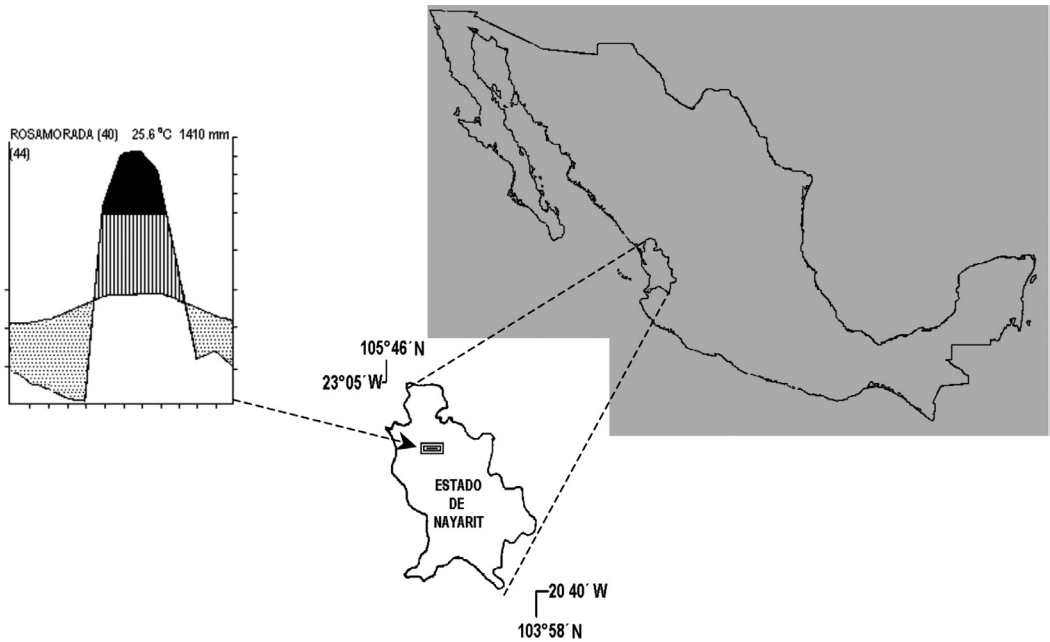 ROSAMORADA (40) 25.6 °C 1410 mm
(44)
105°46´N
23°05´W
ESTADO
DE
NAYARIT
20 40´ W
103°58´N